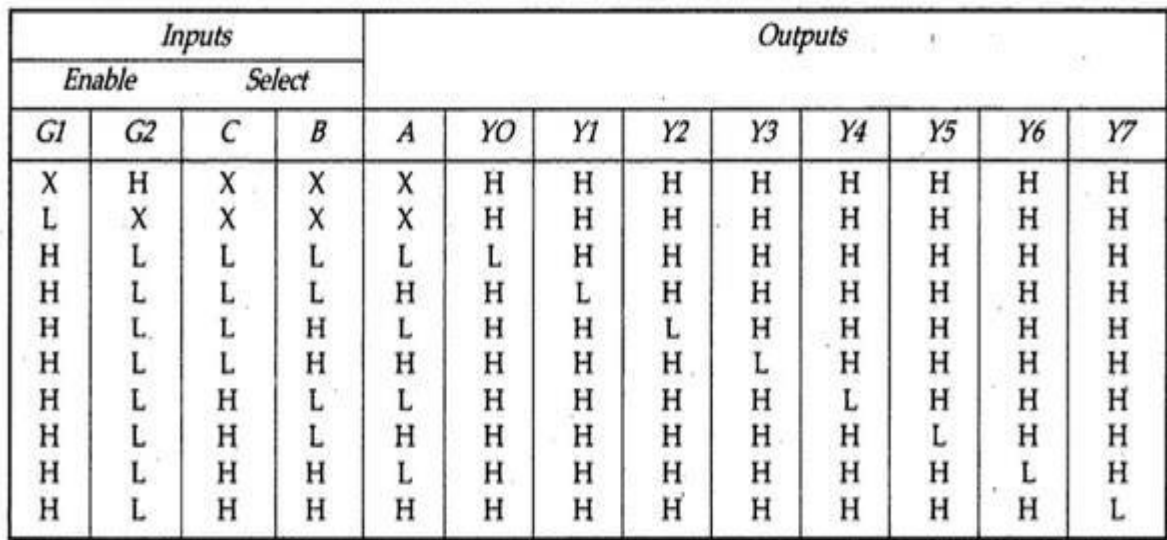 Inputs Outputs
Enable Select
G1 G2 C B A YO Y1 Y2 Y3 Y4 Y5 Y6 Y7
X H X X X H H H H H H H H
L X X X X H H H H H H H H
H L L L L L H H H H H H H
H L L L H H L H H H H H H
H L L H L H H L H H H H H
H L L H H H H H L H H H H
H L H L L H H H H L H H H
H L H L H H H H H H L H H
H L H H L H H H H H H L H
H L H H H H H H H H H H L